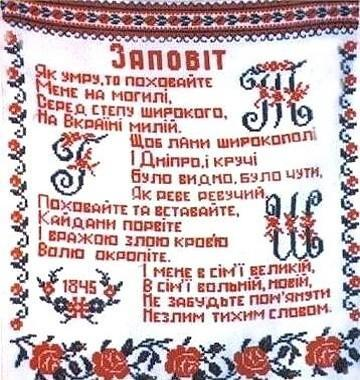 Заповіт
Як умру, то поховайте
Мене на могилі,
Серед степу широкого,
На Вкраїні милій.
Т
Щоб лани широкополі
І Дніпро, і кручі
Було видно, було чути,
Як реве ревучий.
Г
Поховайте та вставайте,
Кайдани порвіте
І вражою злою кров'ю
Волю окропіте.
Ш
1845
І мене в сім'ї великій,
В сім'ї вольній, новій,
Не забудьте пом'янути
Незлим тихим словом.